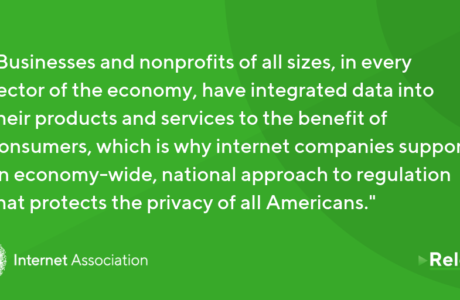 Businesses and nonprofits of all sizes, in every
ector of the economy, have integrated data into
heir products and services to the benefit of
onsumers, which is why internet companies suppor
n economy-wide, national approach to regulation
hat protects the privacy of all Americans."
Internet Association
Rel